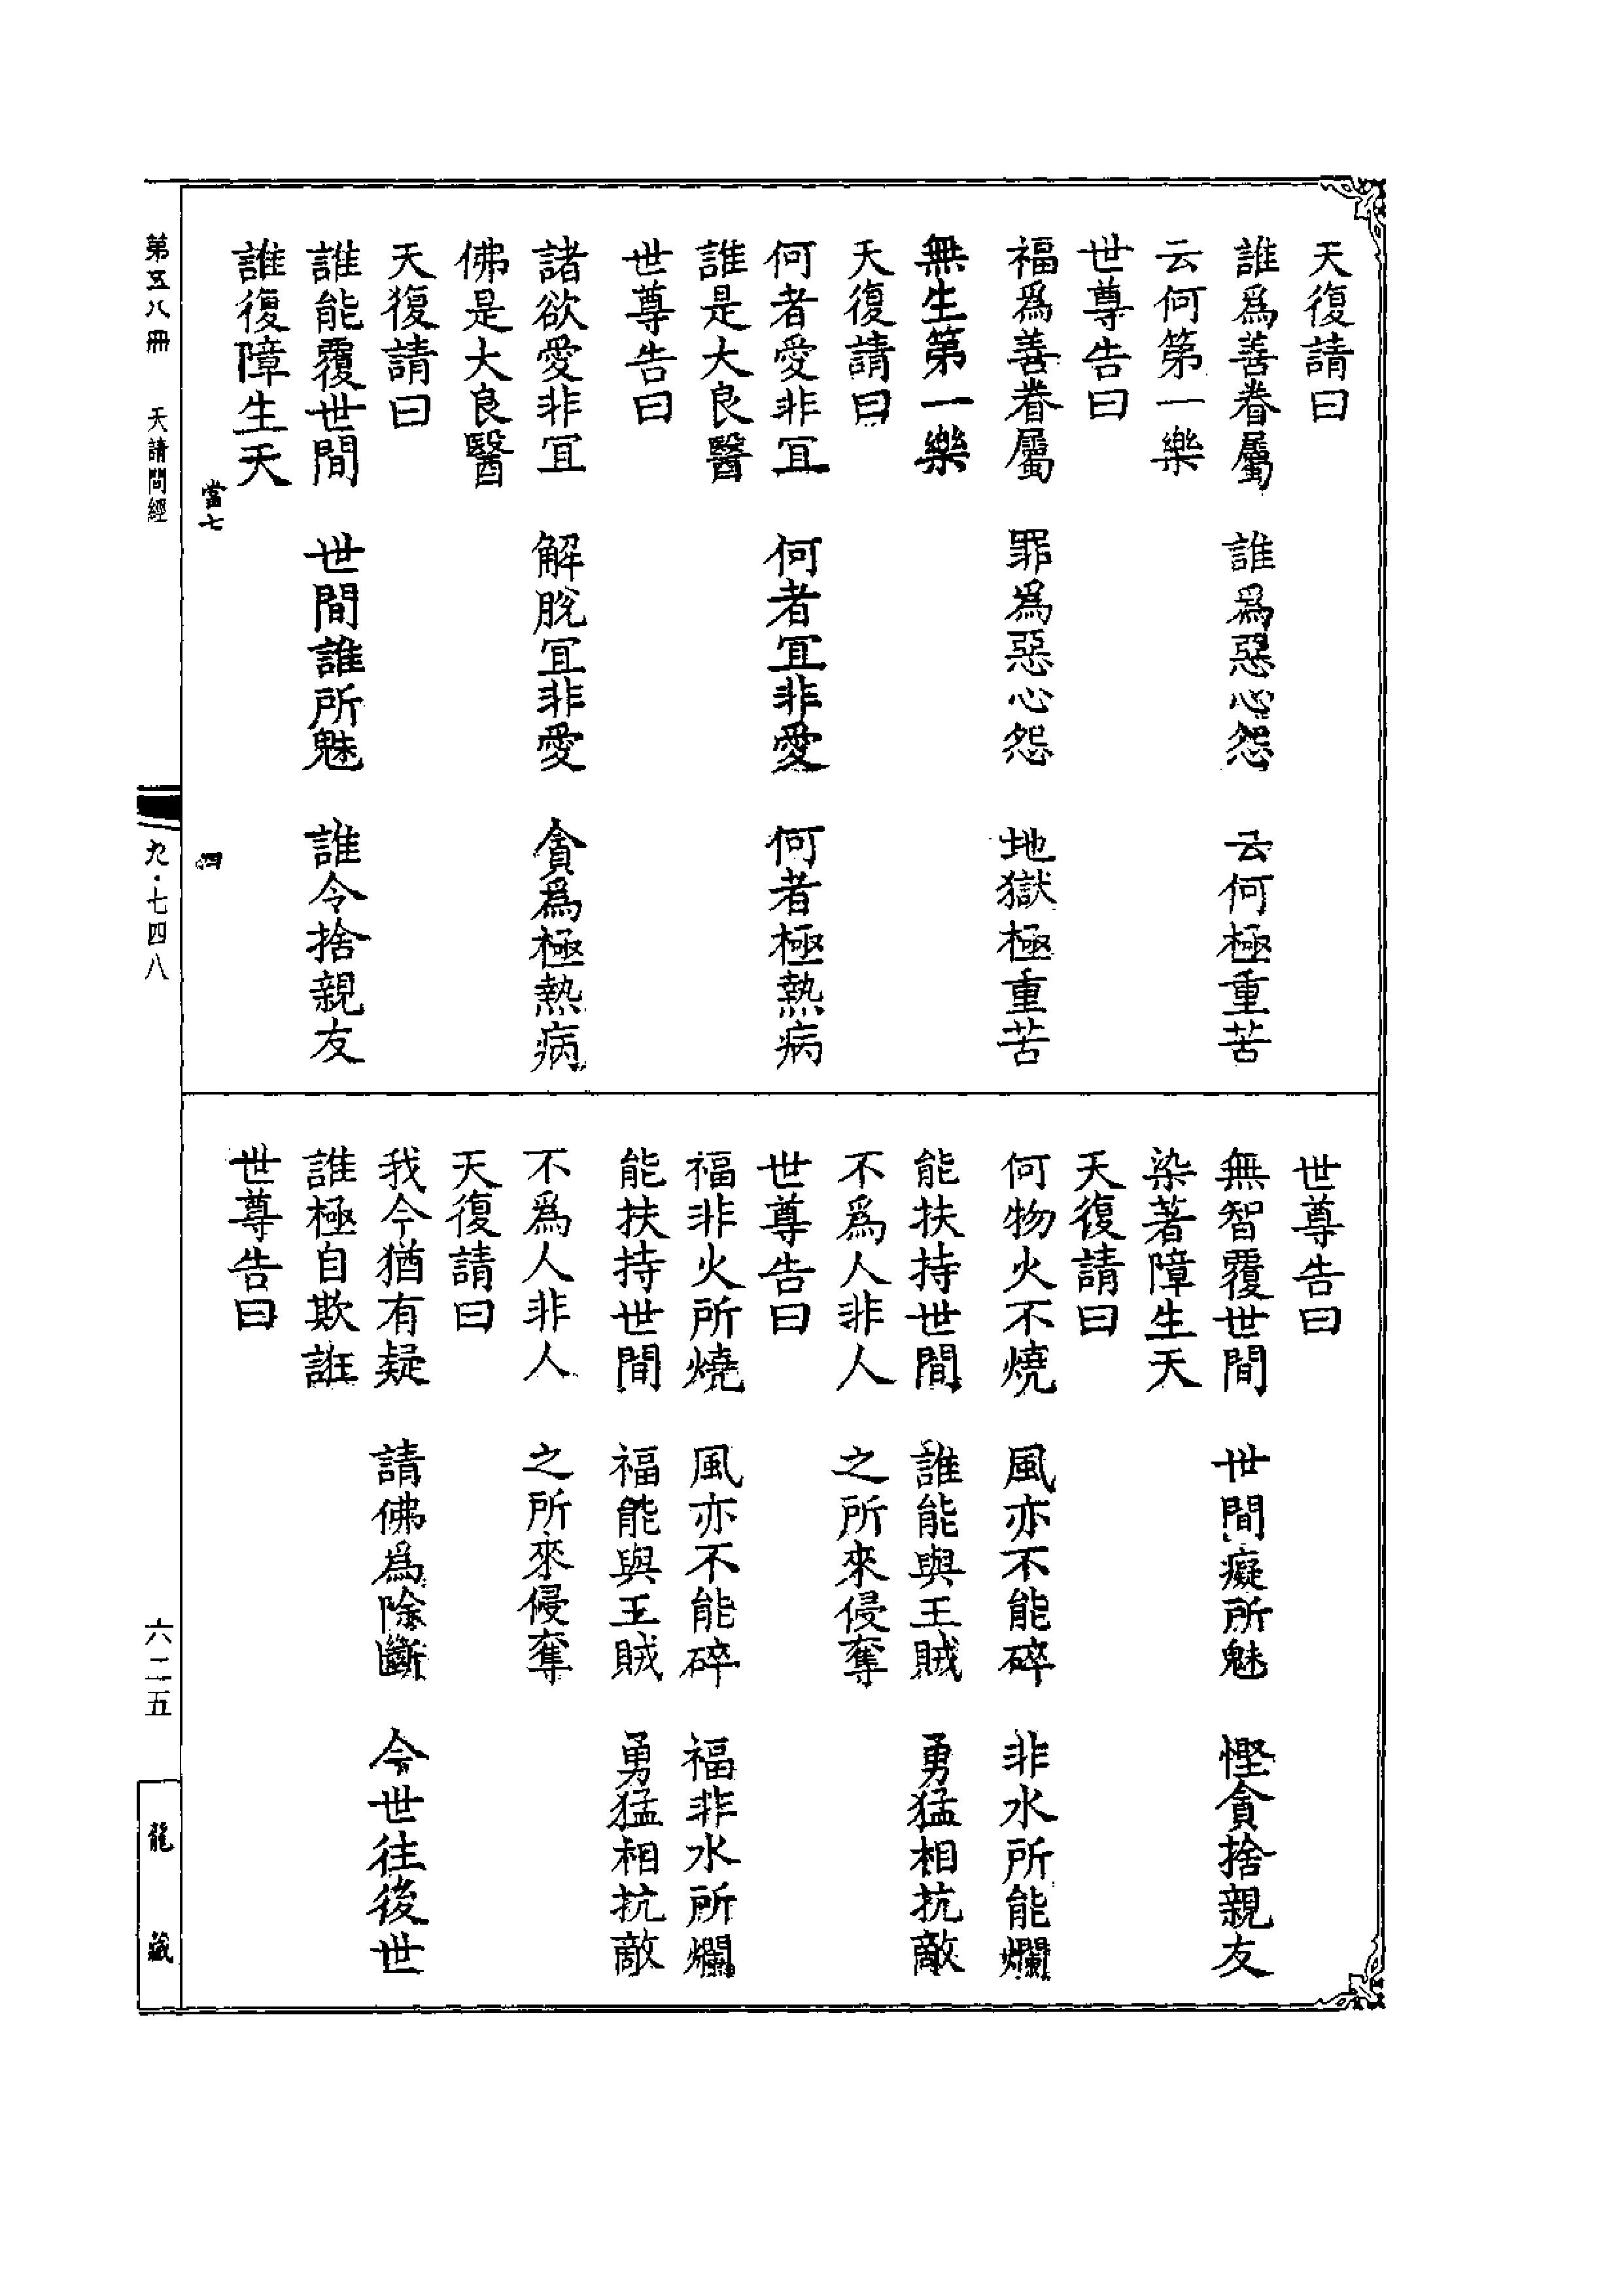 天復請曰
誰爲善眷屬　誰爲惡心怨　云何極重苦
云何第一樂
世尊告曰
福爲善眷屬　罪爲惡心怨　地獄極重苦
無生第一樂
天復請曰
何者愛非冝　何者冝非愛　何者極熱病
誰是大良醫
世尊告曰
諸欲愛非冝　解脫冝非愛　貪爲極熱病
佛是大良醫
天復請曰
誰能覆世間　世間誰所魅　誰令捨親友
誰復障生天
當七　四
世尊告曰
無智覆世間　世間癡所魅　慳貪捨親友
染著障生天
天復請曰
何物火不燒　風亦不能碎　非水所能爛
能扶持世間　誰能與王賊　勇猛相抗敵
不爲人非人　之所來侵奪
世尊告曰
福非火所燒　風亦不能碎　福非水所爛
能扶持世間　福能與王賊　勇猛相抗敵
不爲人非人　之所來侵奪
天復請曰
我今猶有疑　請佛爲除斷　今世往後世
誰極自欺誑
世尊告曰
第五八冊　天請問經　九·七四八　六二五　龍藏